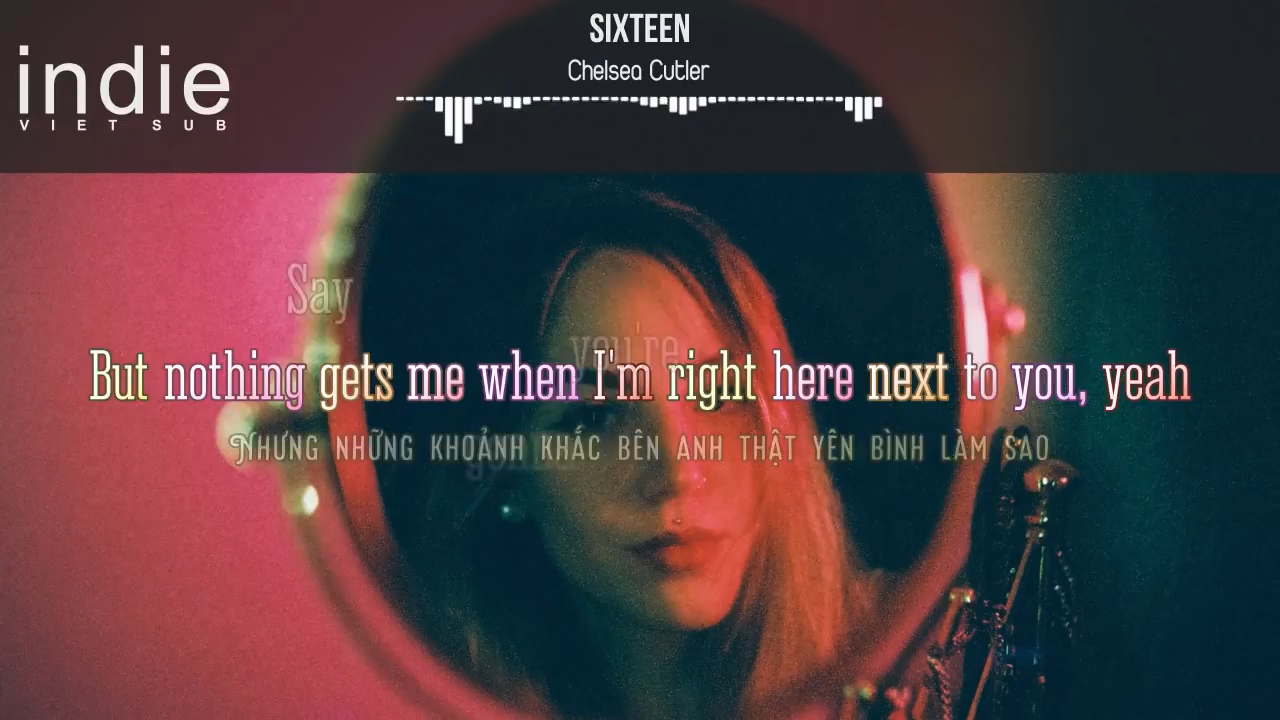 SIXTEEN
Chelsea Cutler
indie
VIET SUB
Say
you're
But nothing gets me when I'm right here next to you, yeah
Nhưng những khoảnh khắc bên anh thật yên bình làm sao
gonna